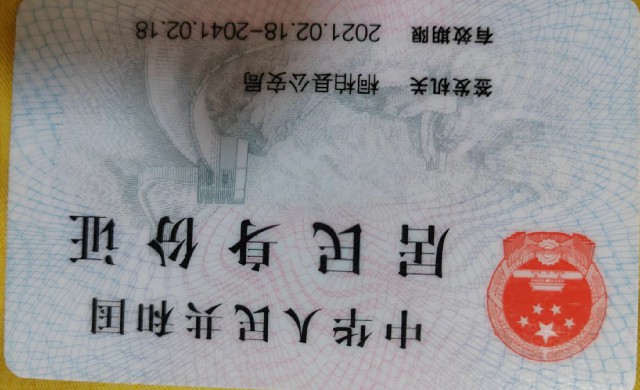 中华人民共和国
居民身份证
签发机关 桐柏县公安局
有效期限 2021.02.18-2041.02.18